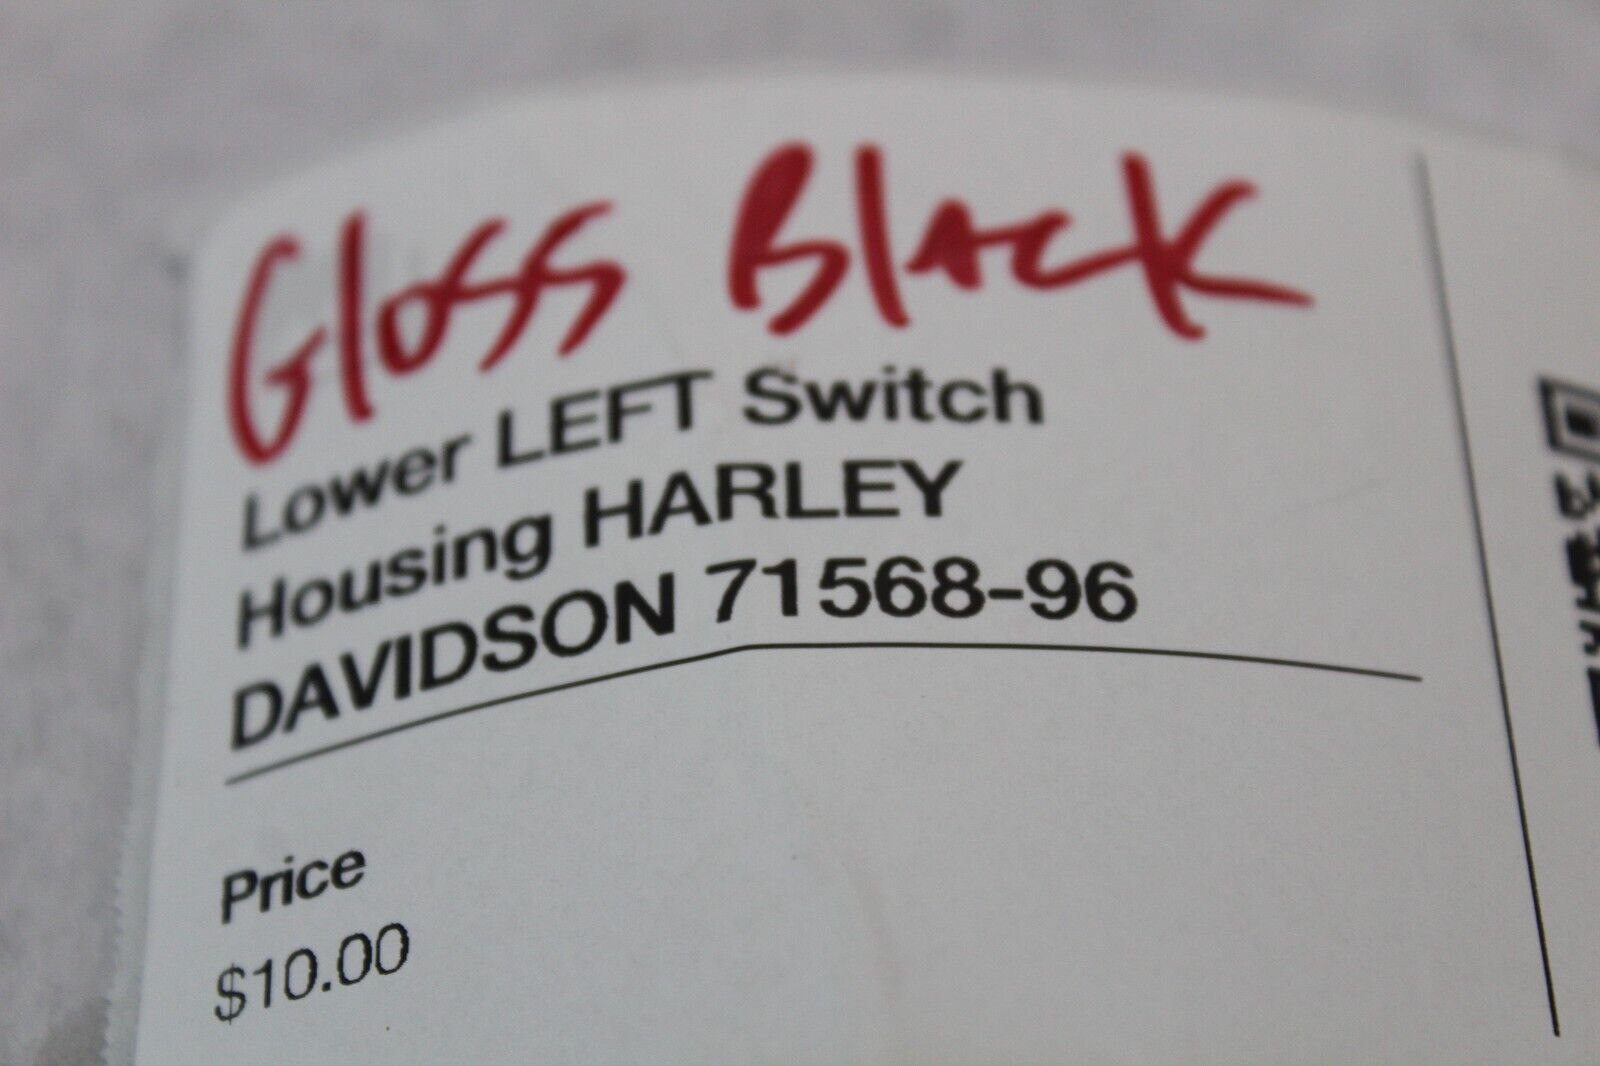 Gloss Black
Lower LEFT Switch
Housing HARLEY
DAVIDSON 71568-96
Price
$10.00